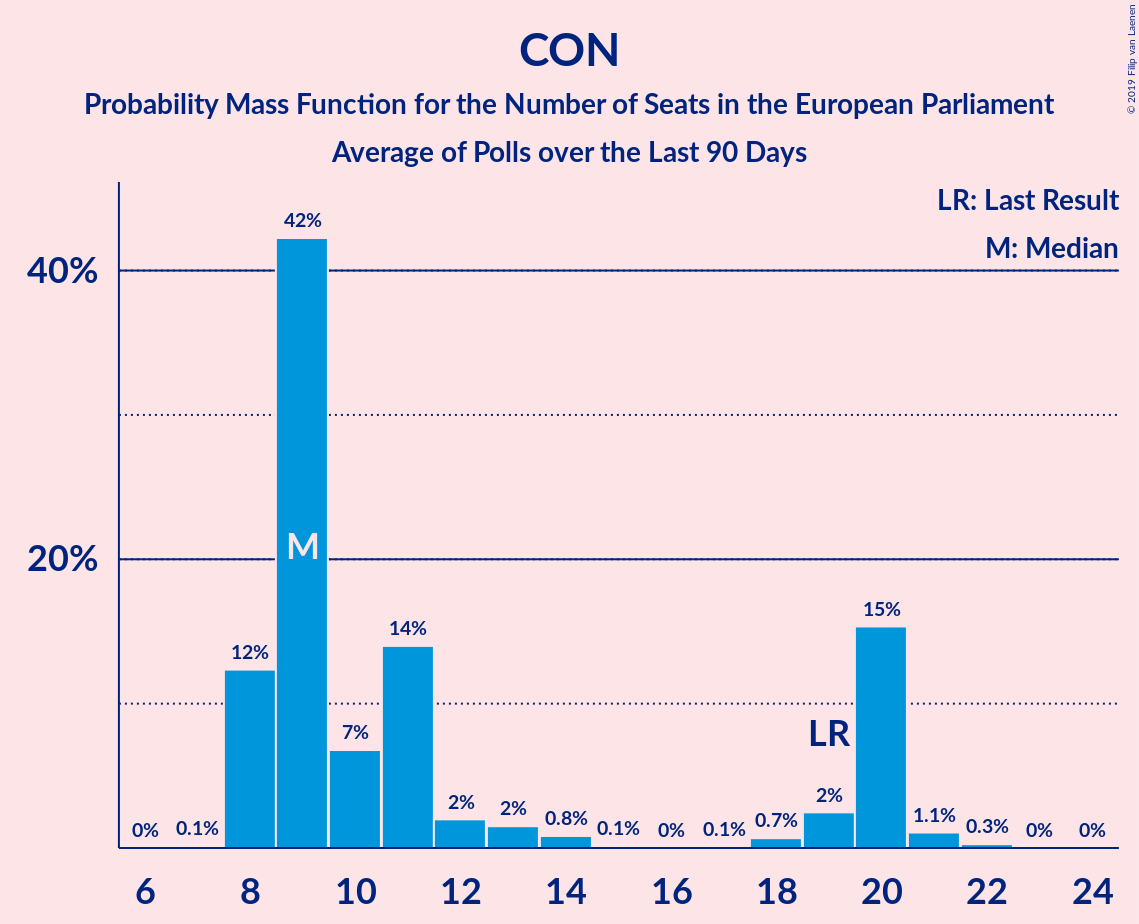 CON
Probability Mass Function for the Number of Seats in the European Parliament
Average of Polls over the Last 90 Days
© 2019 Filip van Laenen
LR: Last Result
M: Median
40%
20%
0%
0.1%
12%
42%
M
7%
14%
2%
2%
0.8%
0.1%
0%
0.1%
0.7%
2%
LR
15%
1.1%
0.3%
0%
0%
6 8 10 12 14 16 18 20 22 24